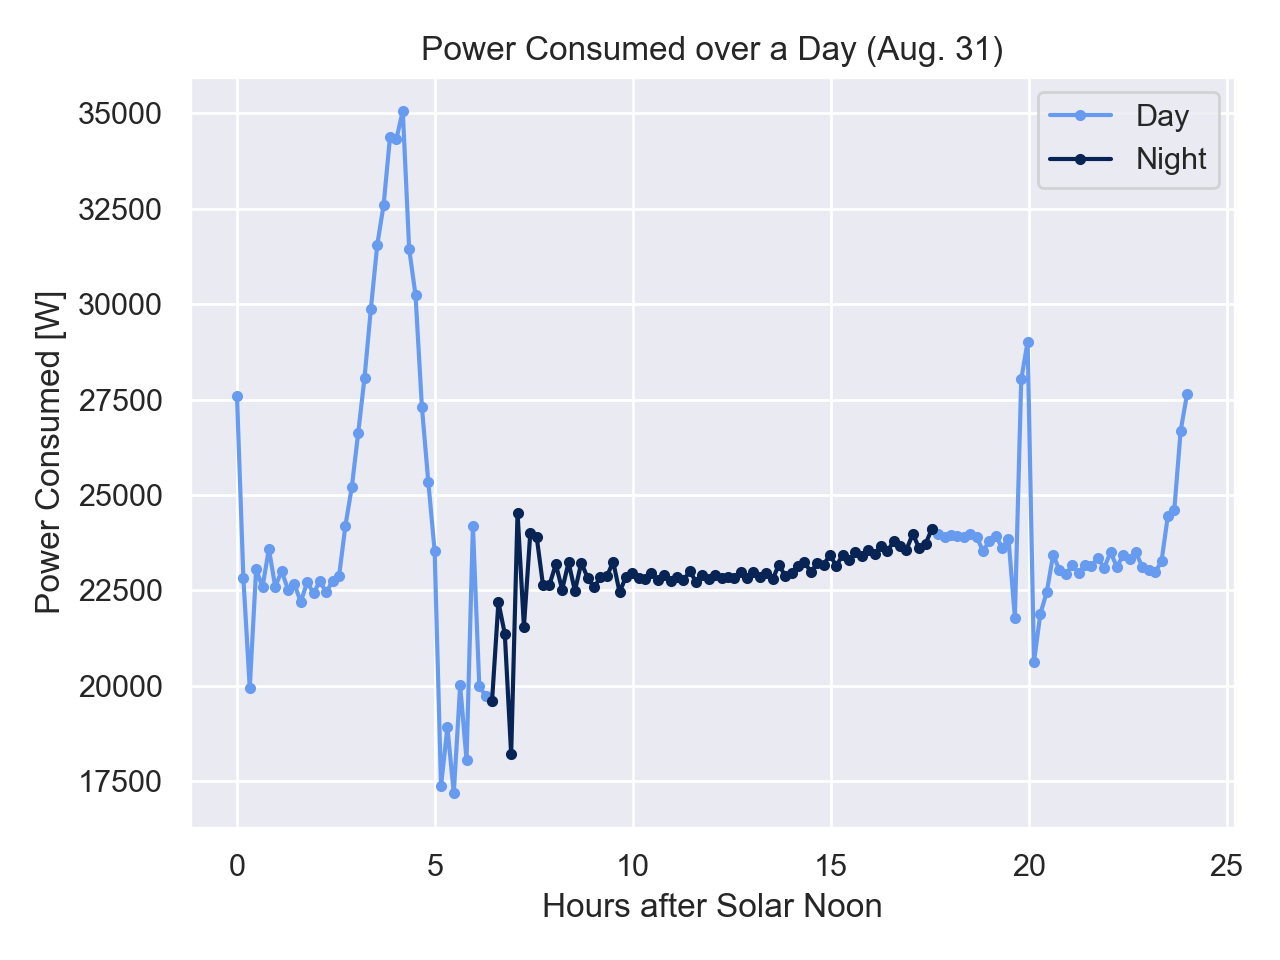 Power Consumed over a Day (Aug. 31)
Day
Night
35000
32500
30000
27500
25000
22500
20000
17500
Power Consumed [W]
0 5 10 15 20 25
Hours after Solar Noon